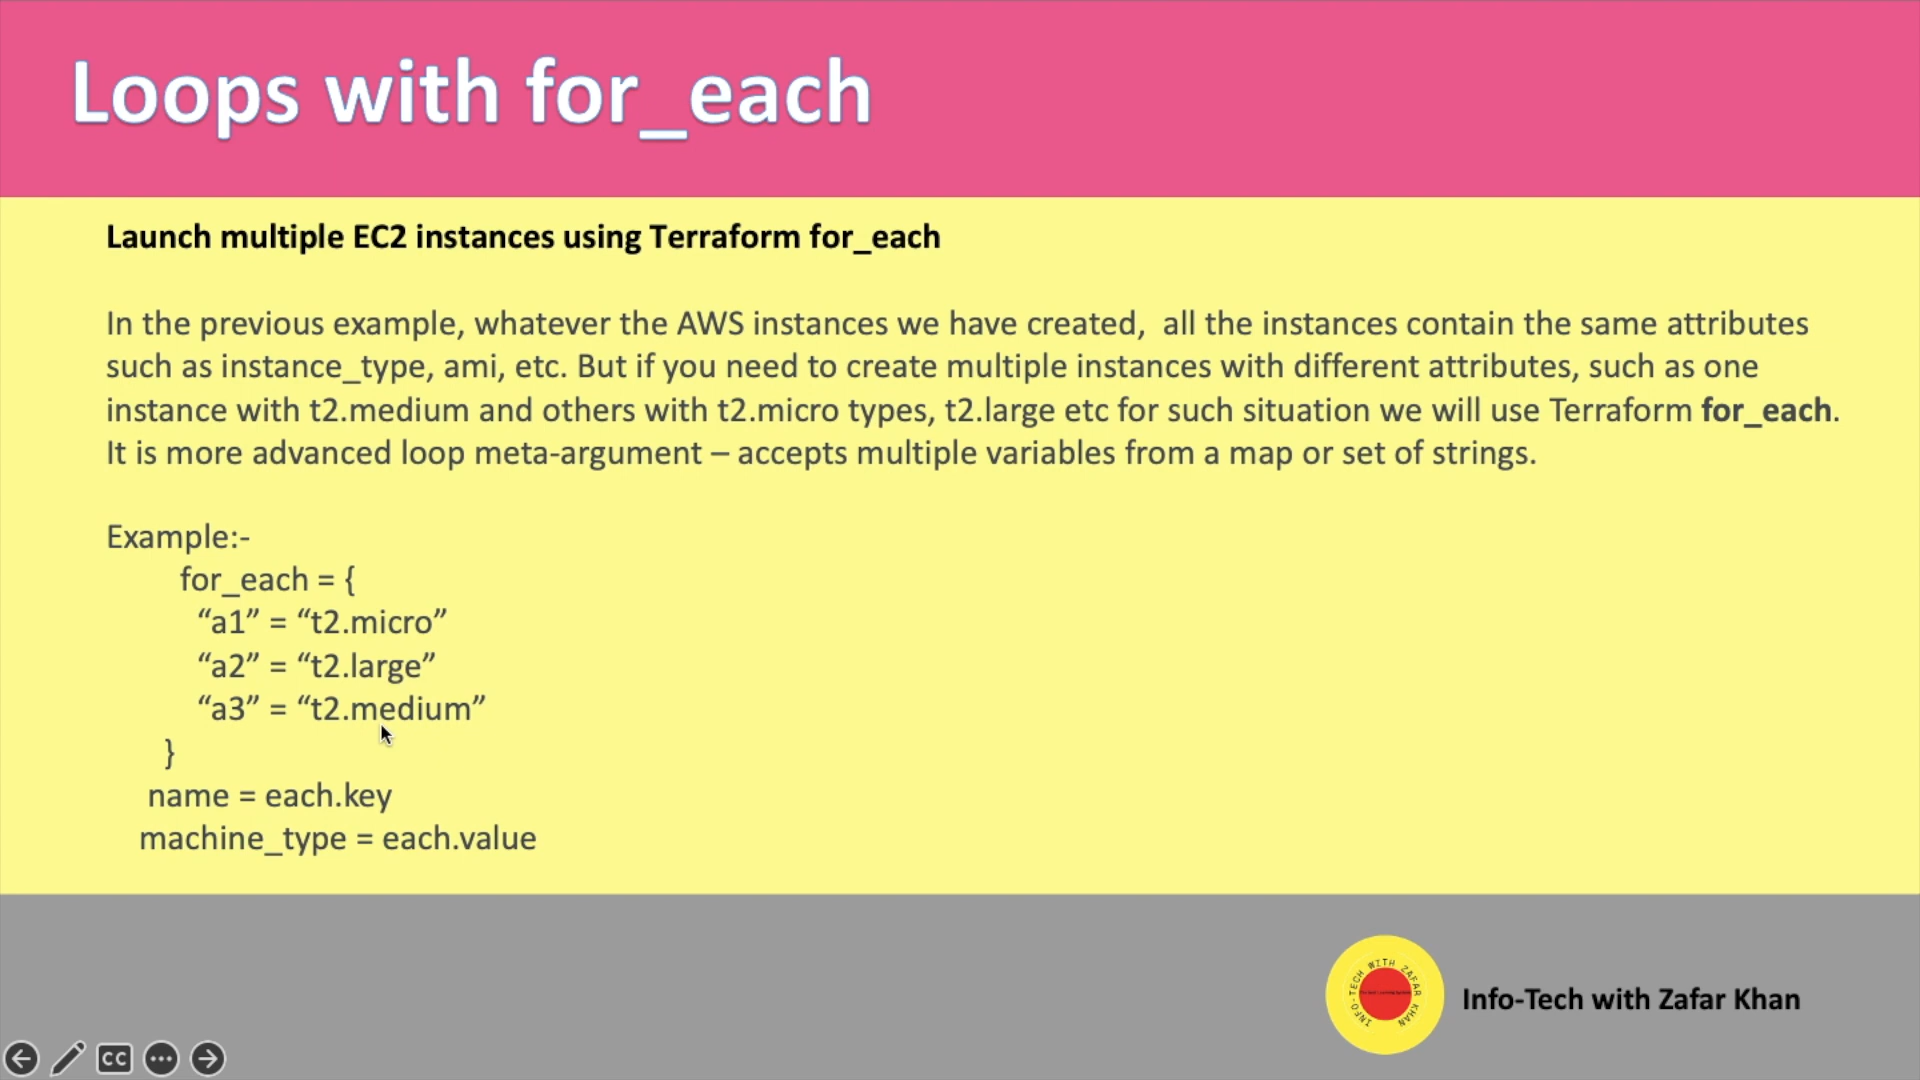 Loops with for_each
Launch multiple EC2 instances using Terraform for_each
In the previous example, whatever the AWS instances we have created,  all the instances contain the same attributes
such as instance_type, ami, etc. But if you need to create multiple instances with different attributes, such as one
instance with t2.medium and others with t2.micro types, t2.large etc for such situation we will use Terraform for_each.
It is more advanced loop meta-argument – accepts multiple variables from a map or set of strings.
Example:-
for_each = {
“a1” = “t2.micro”
“a2” = “t2.large”
“a3” = “t2.medium”
}
name = each.key
machine_type = each.value
INFO-TECH WITH ZAFAR KHAN
Info-Tech with Zafar Khan
CC